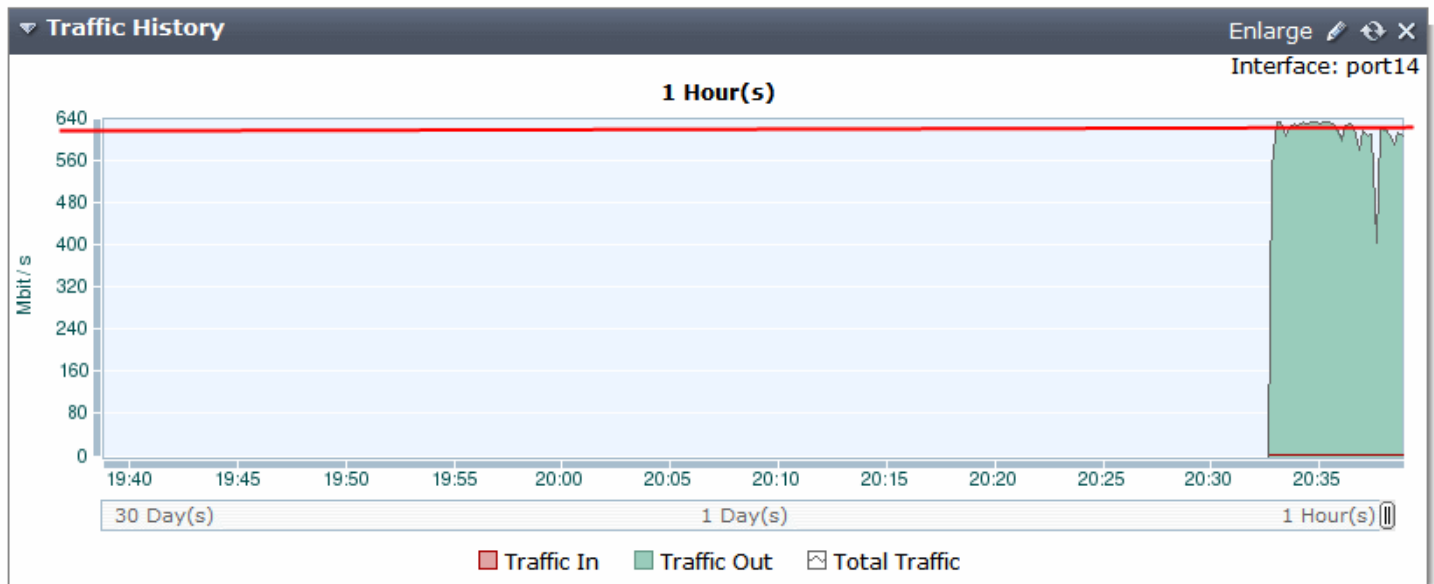 Traffic History
Enlarge
Interface: port14
1 Hour(s)
640
560
480
400
320
240
160
80
0
Mbit/s
19:40 19:45 19:50 19:55 20:00 20:05 20:10 20:15 20:20 20:25 20:30 20:35
30 Day(s) 1 Day(s) 1 Hour(s)
Traffic In Traffic Out Total Traffic